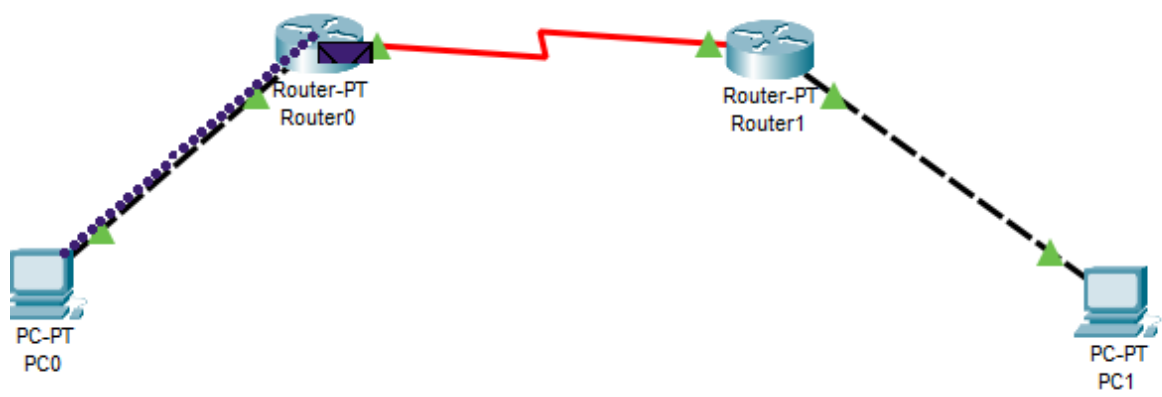 Router-PT
Router0
Router-PT
Router1
PC-PT
PC0
PC-PT
PC1